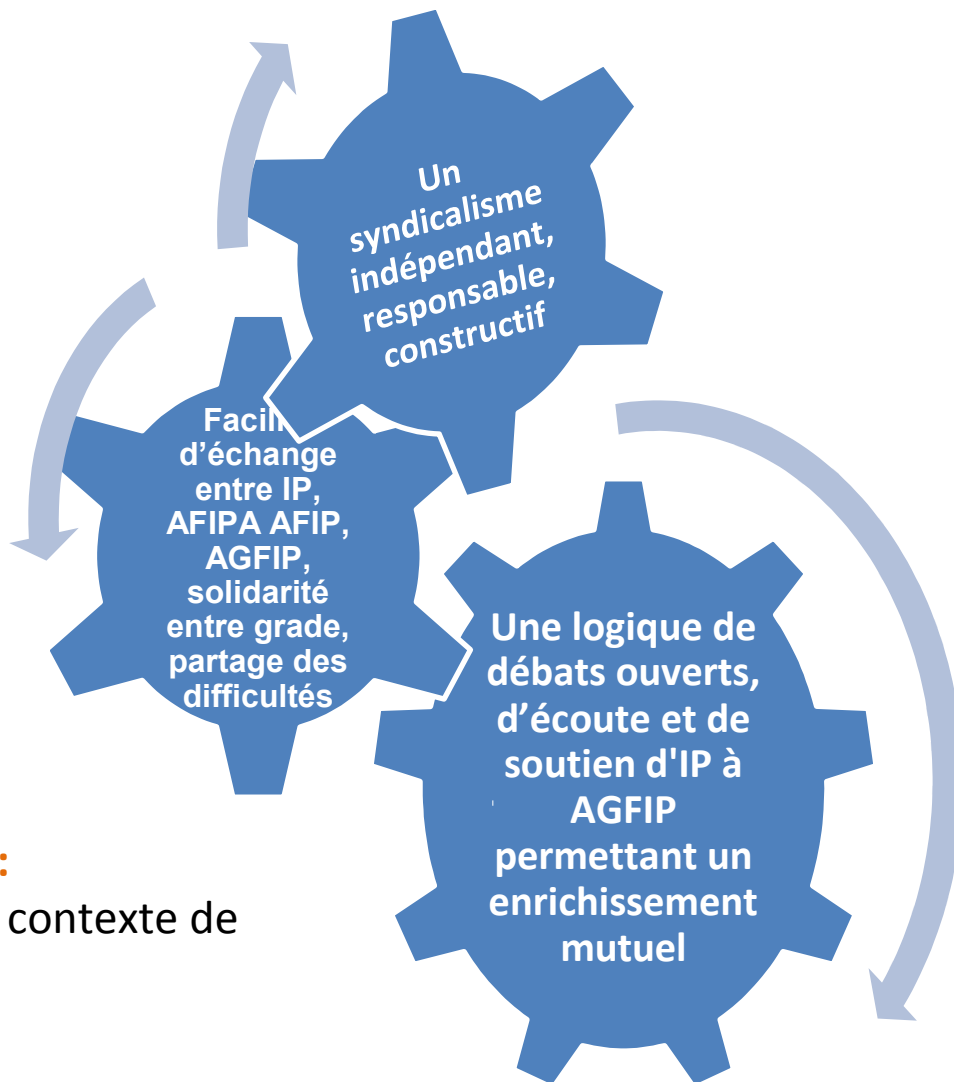 Un
syndicalisme
indépendant,
responsable,
constructif
Facili
d’échange
entre IP,
AFIPA AFIP,
AGFIP,
solidarité
entre grade,
partage des
difficultés
Une logique de
débats ouverts,
d’écoute et de
soutien d'IP à
AGFIP
permettant un
enrichissement
mutuel
:
contexte de